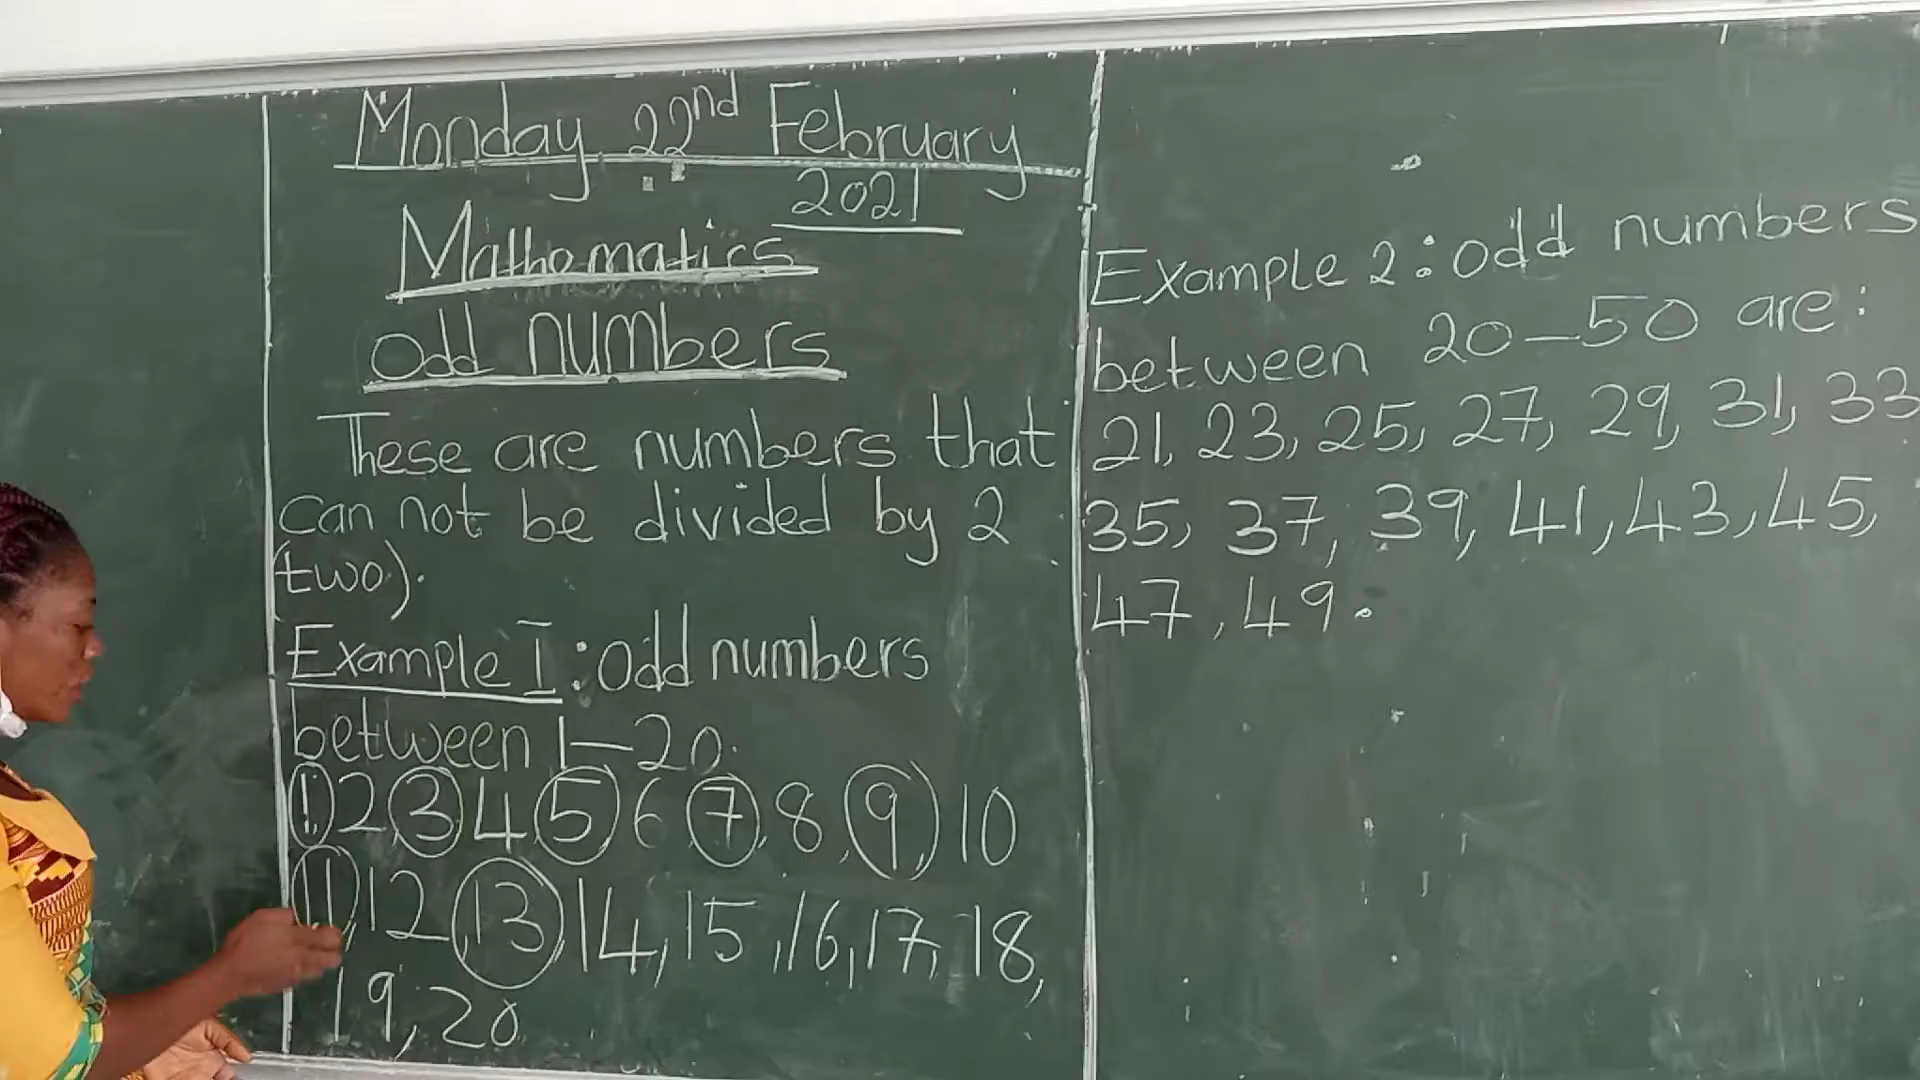 Monday 22nd February
2021
Mathematics
Odd numbers
These are numbers that
can not be divided by 2
(two).
Example I: Odd numbers
between 1-20.
1, 2, 3, 4, 5, 6, 7, 8, 9, 10
11, 12, 13, 14, 15, 16, 17, 18,
19, 20
Example 2: odd numbers
between 20-50 are:
21, 23, 25, 27, 29, 31, 33
35, 37, 39, 41, 43, 45,
47, 49.